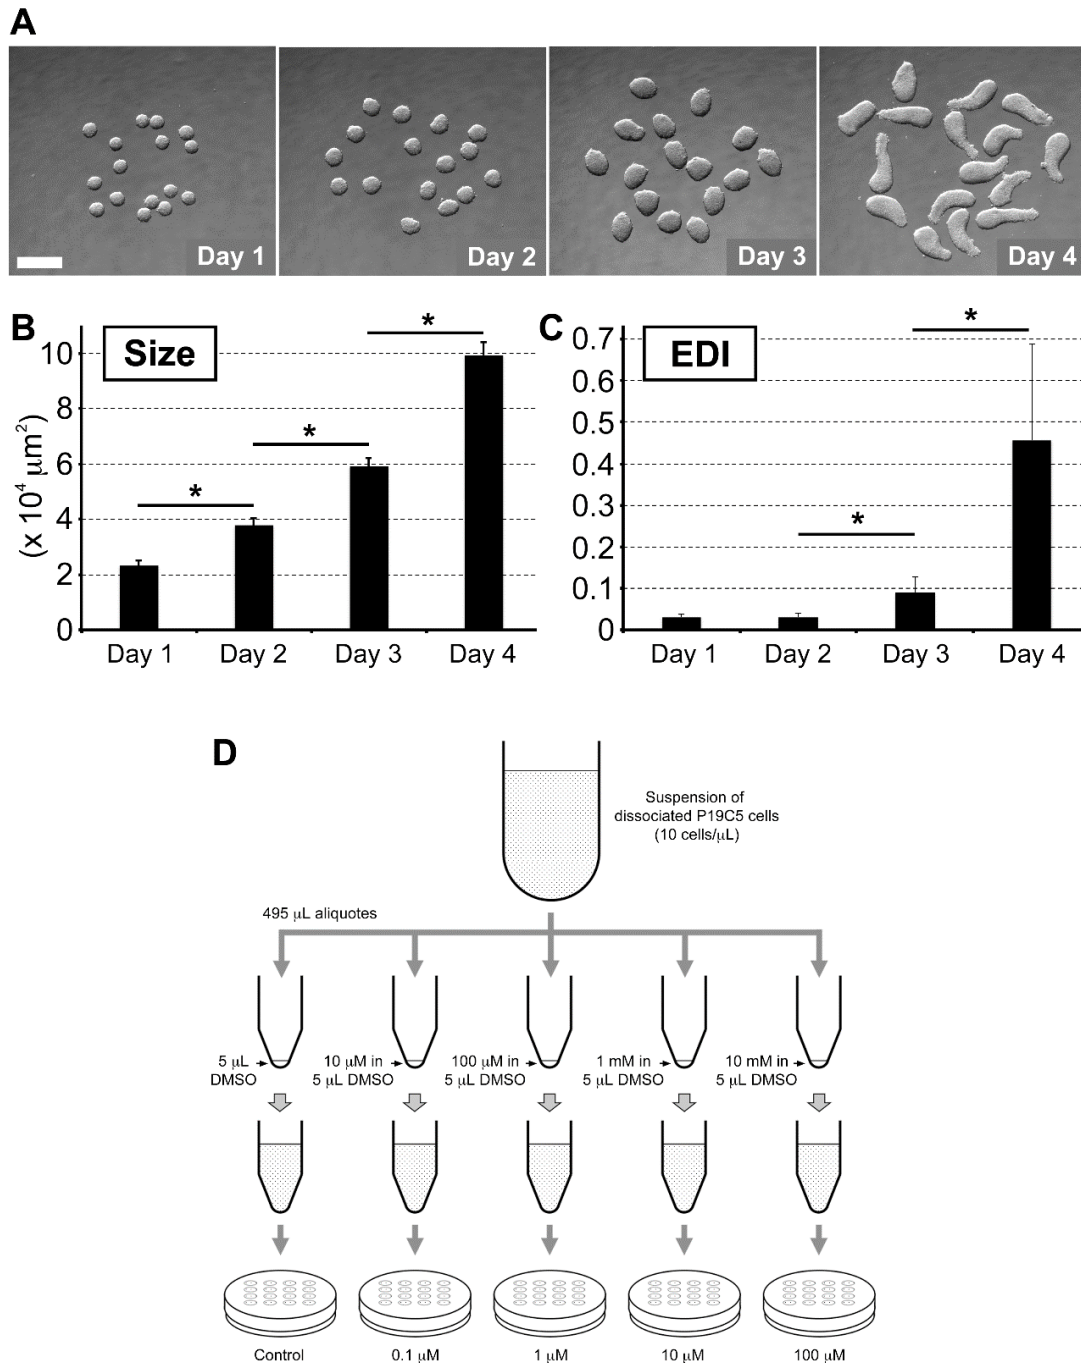 A
Day 1
Day 2
Day 3
Day 4
B
Size
*
*
*
(x 10⁴ μm²)
10
8
6
4
2
0
Day 1
Day 2
Day 3
Day 4
C
EDI
*
*
0.7
0.6
0.5
0.4
0.3
0.2
0.1
0
Day 1
Day 2
Day 3
Day 4
D
Suspension of
dissociated P19C5 cells
(10 cells/μL)
495 μL aliquotes
5 μL
DMSO
10 μM in
5 μL DMSO
100 μM in
5 μL DMSO
1 mM in
5 μL DMSO
10 mM in
5 μL DMSO
Control
0.1 μM
1 μM
10 μM
100 μM